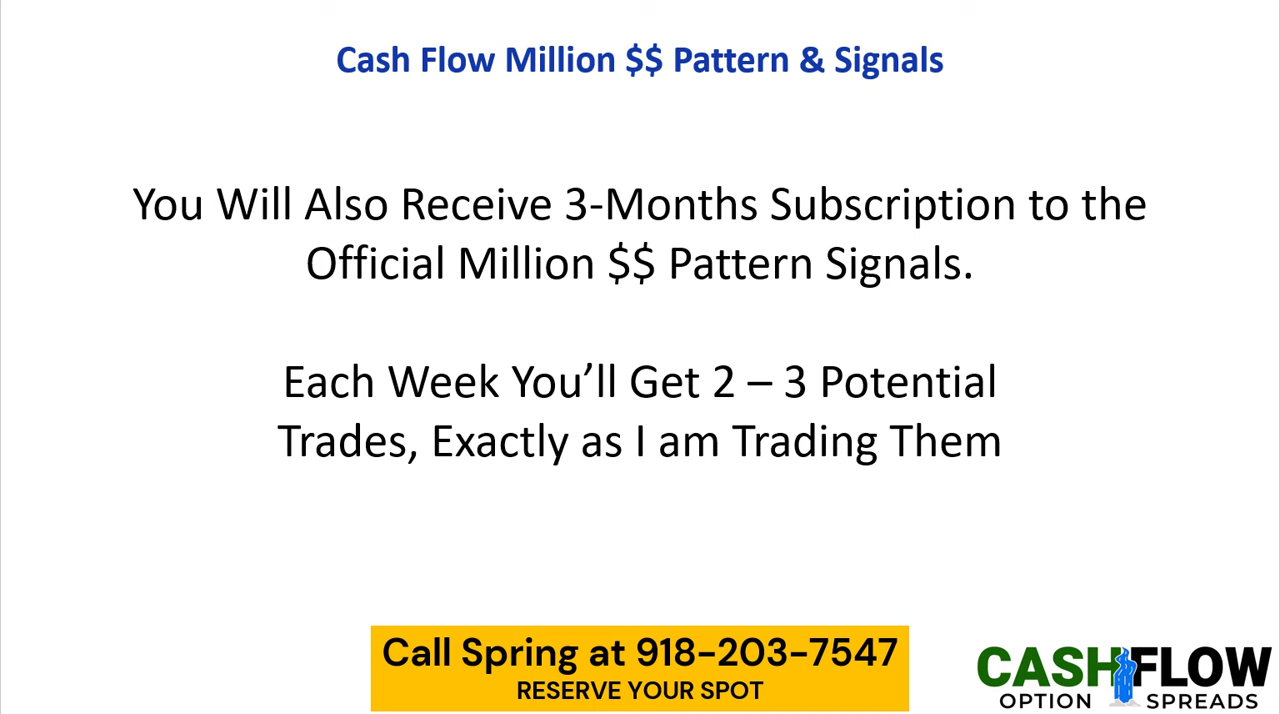 Cash Flow Million $$ Pattern & Signals
You Will Also Receive 3-Months Subscription to the
Official Million $$ Pattern Signals.
Each Week You’ll Get 2 – 3 Potential
Trades, Exactly as I am Trading Them
Call Spring at 918-203-7547
RESERVE YOUR SPOT
CASH FLOW
OPTION SPREADS